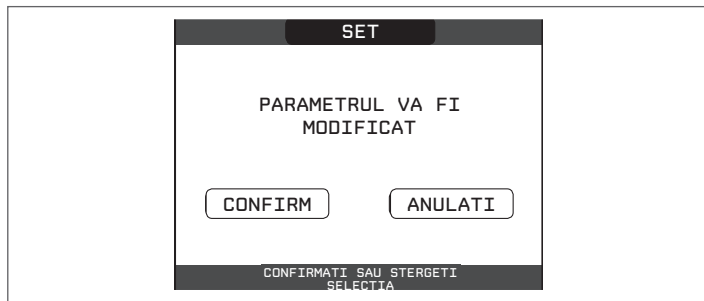 SET
PARAMETRUL VA FI
MODIFICAT
CONFIRM
ANULATI
CONFIRMATI SAU STERGETI
SELECTIA